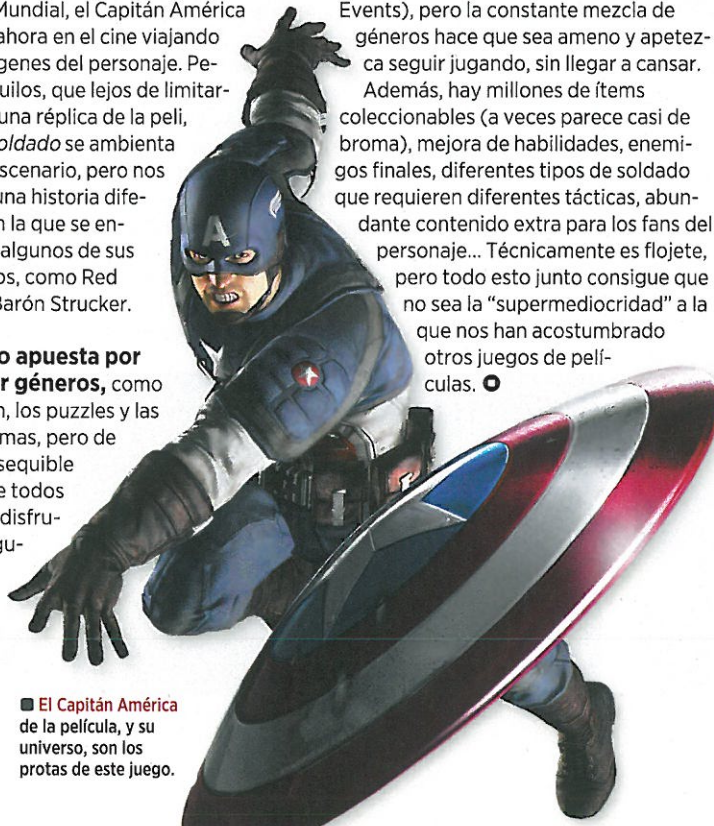 Mundial, el Capitán América
ahora en el cine viajando
genes del personaje. Pe-
uilos, que lejos de limitar-
una réplica de la peli,
oldado se ambienta
scenario, pero nos
una historia dife-
n la que se en-
algunos de sus
os, como Red
Barón Strucker.
o apuesta por
r géneros, como
n, los puzzles y las
mas, pero de
sequible
e todos
disfru-
gu-
Events), pero la constante mezcla de
géneros hace que sea ameno y apetez-
ca seguir jugando, sin llegar a cansar.
Además, hay millones de ítems
coleccionables (a veces parece casi de
broma), mejora de habilidades, enemi-
gos finales, diferentes tipos de soldado
que requieren diferentes tácticas, abun-
dante contenido extra para los fans del
personaje... Técnicamente es flojete,
pero todo esto junto consigue que
no sea la “supermediocridad” a la
que nos han acostumbrado
otros juegos de pelí-
culas.
A
El Capitán América
de la película, y su
universo, son los
protas de este juego.